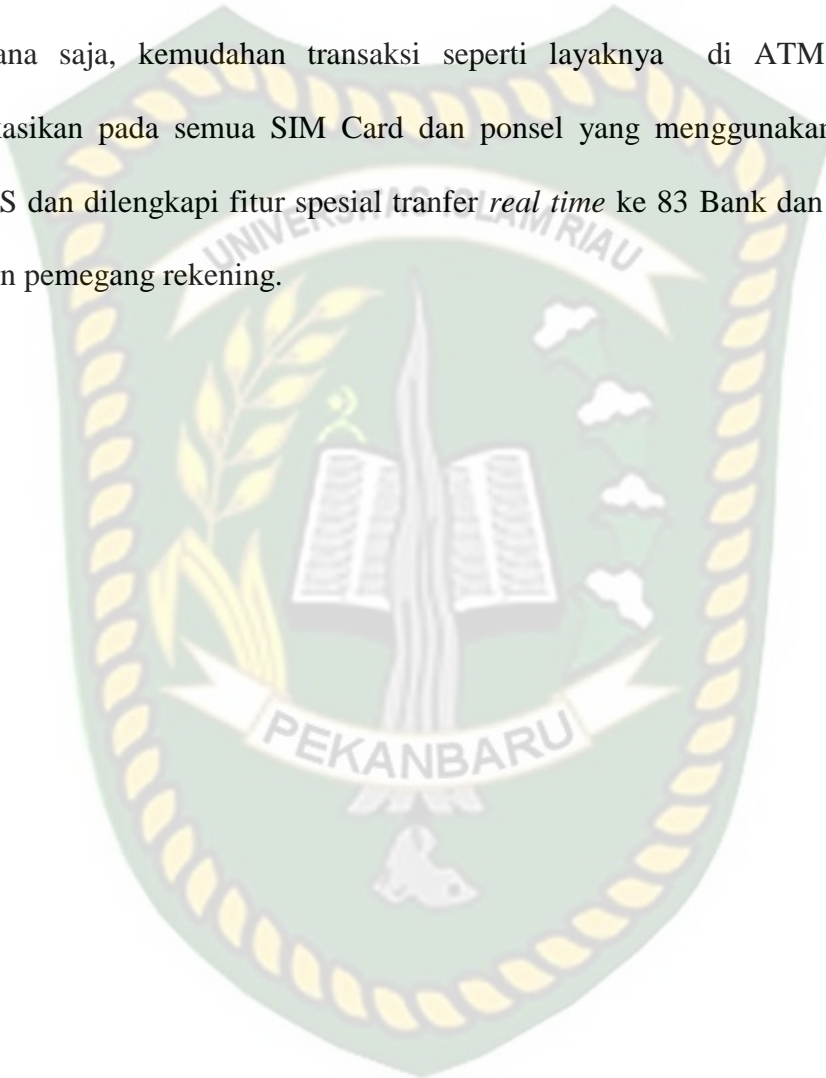 ana saja, kemudahan transaksi seperti layaknya di ATM
kasikan pada semua SIM Card dan ponsel yang menggunakan
S dan dilengkapi fitur spesial tranfer real time ke 83 Bank dan
n pemegang rekening.
UNIVERSITAS ISLAM RIAU
PEKANBARU